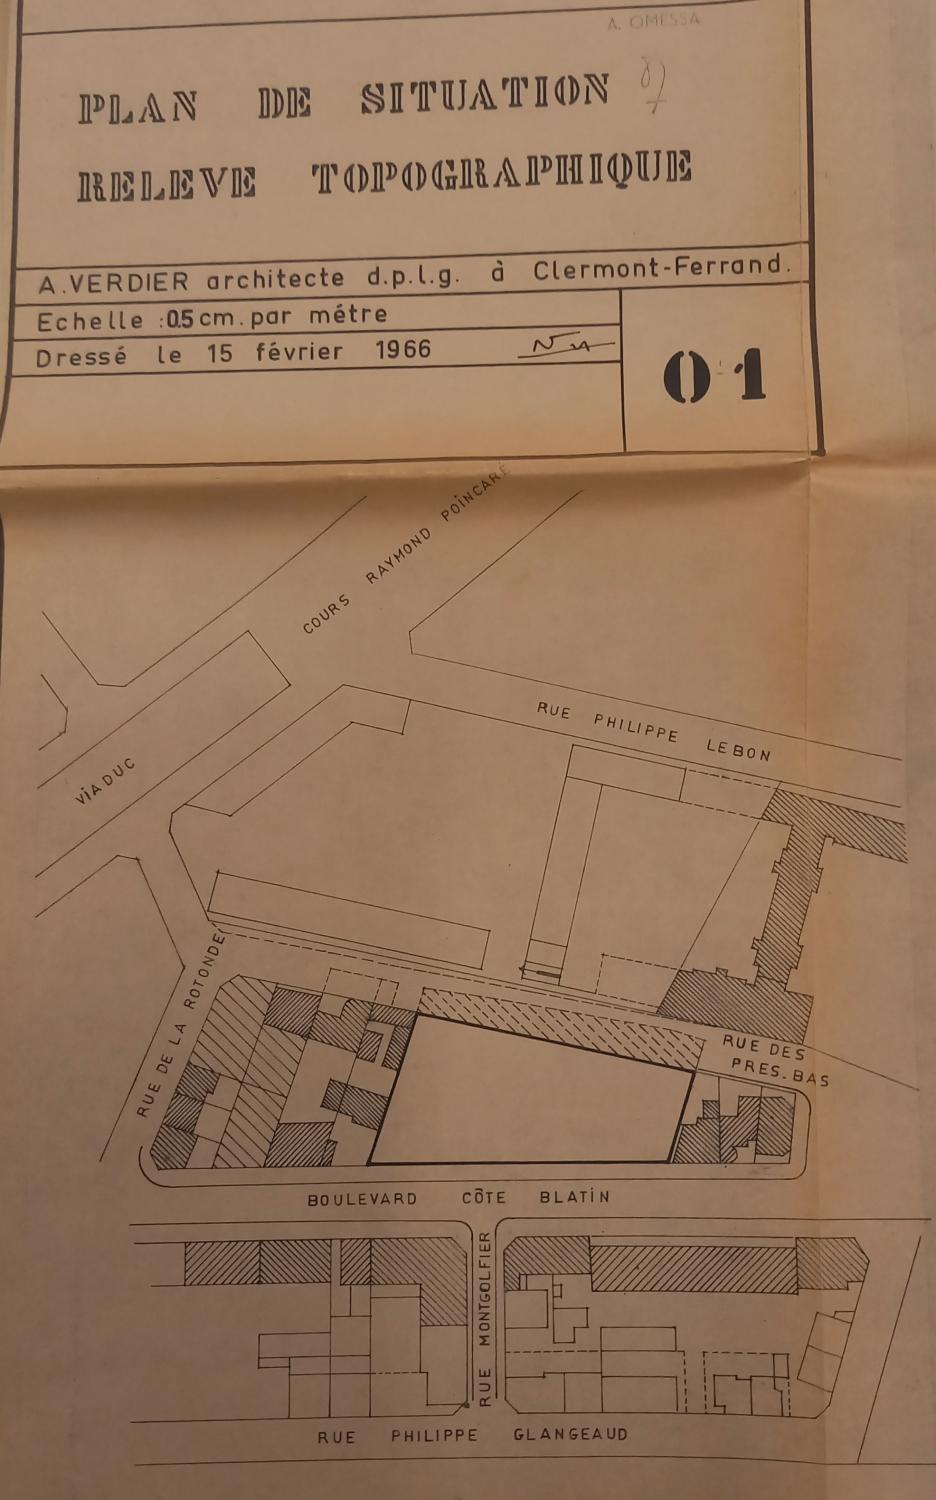 A. OMESSA
PLAN DE SITUATION
RELEVE TOPOGRAPHIQUE
A.VERDIER architecte d.p.l.g. à Clermont-Ferrand.
Echelle :0.5 cm. par métre
Dressé le 15 février 1966
01
COURS RAYMOND POINCARÉ
RUE PHILIPPE LEBON
VIADUC
RUE DE LA ROTONDE
RUE DES
PRES.BAS
BOULEVARD CÔTE BLATIN
RUE MONTGOLFIER
RUE PHILIPPE GLANGEAUD